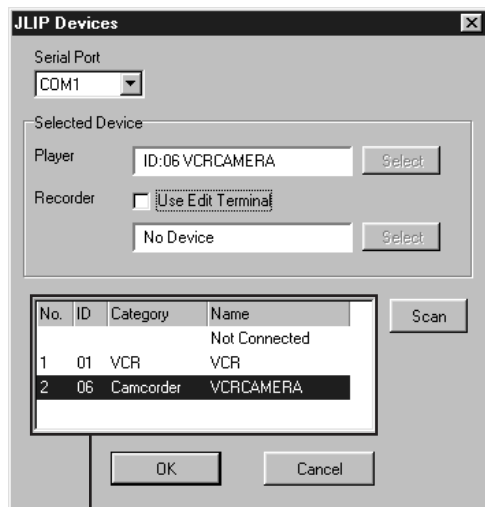 JLIP Devices
Serial Port
COM1
Selected Device
Player ID:06 VCRCAMERA Select
Recorder Use Edit Terminal
No Device Select
No. ID Category Name Scan
Not Connected
1 01 VCR VCR
2 06 Camcorder VCRCAMERA
OK Cancel